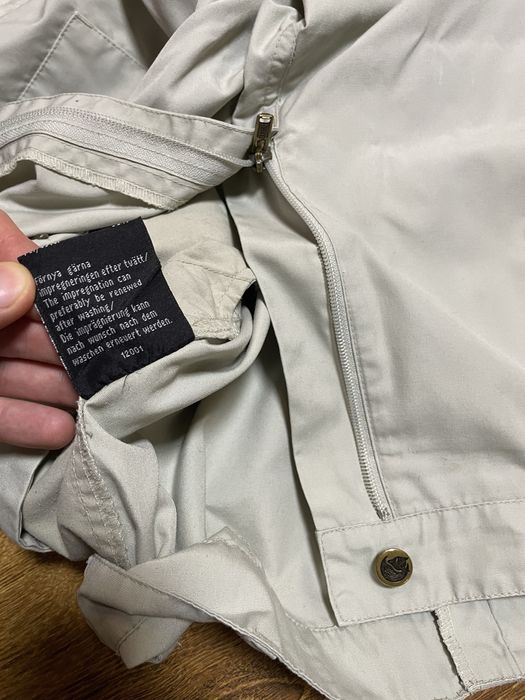 Förnya gärna
impregneringen efter tvätt/
The impregnation can
preferably be renewed
after washing/
Die imprägnierung kann
nach wunsch nach dem
waschen erneuert werden.
12001